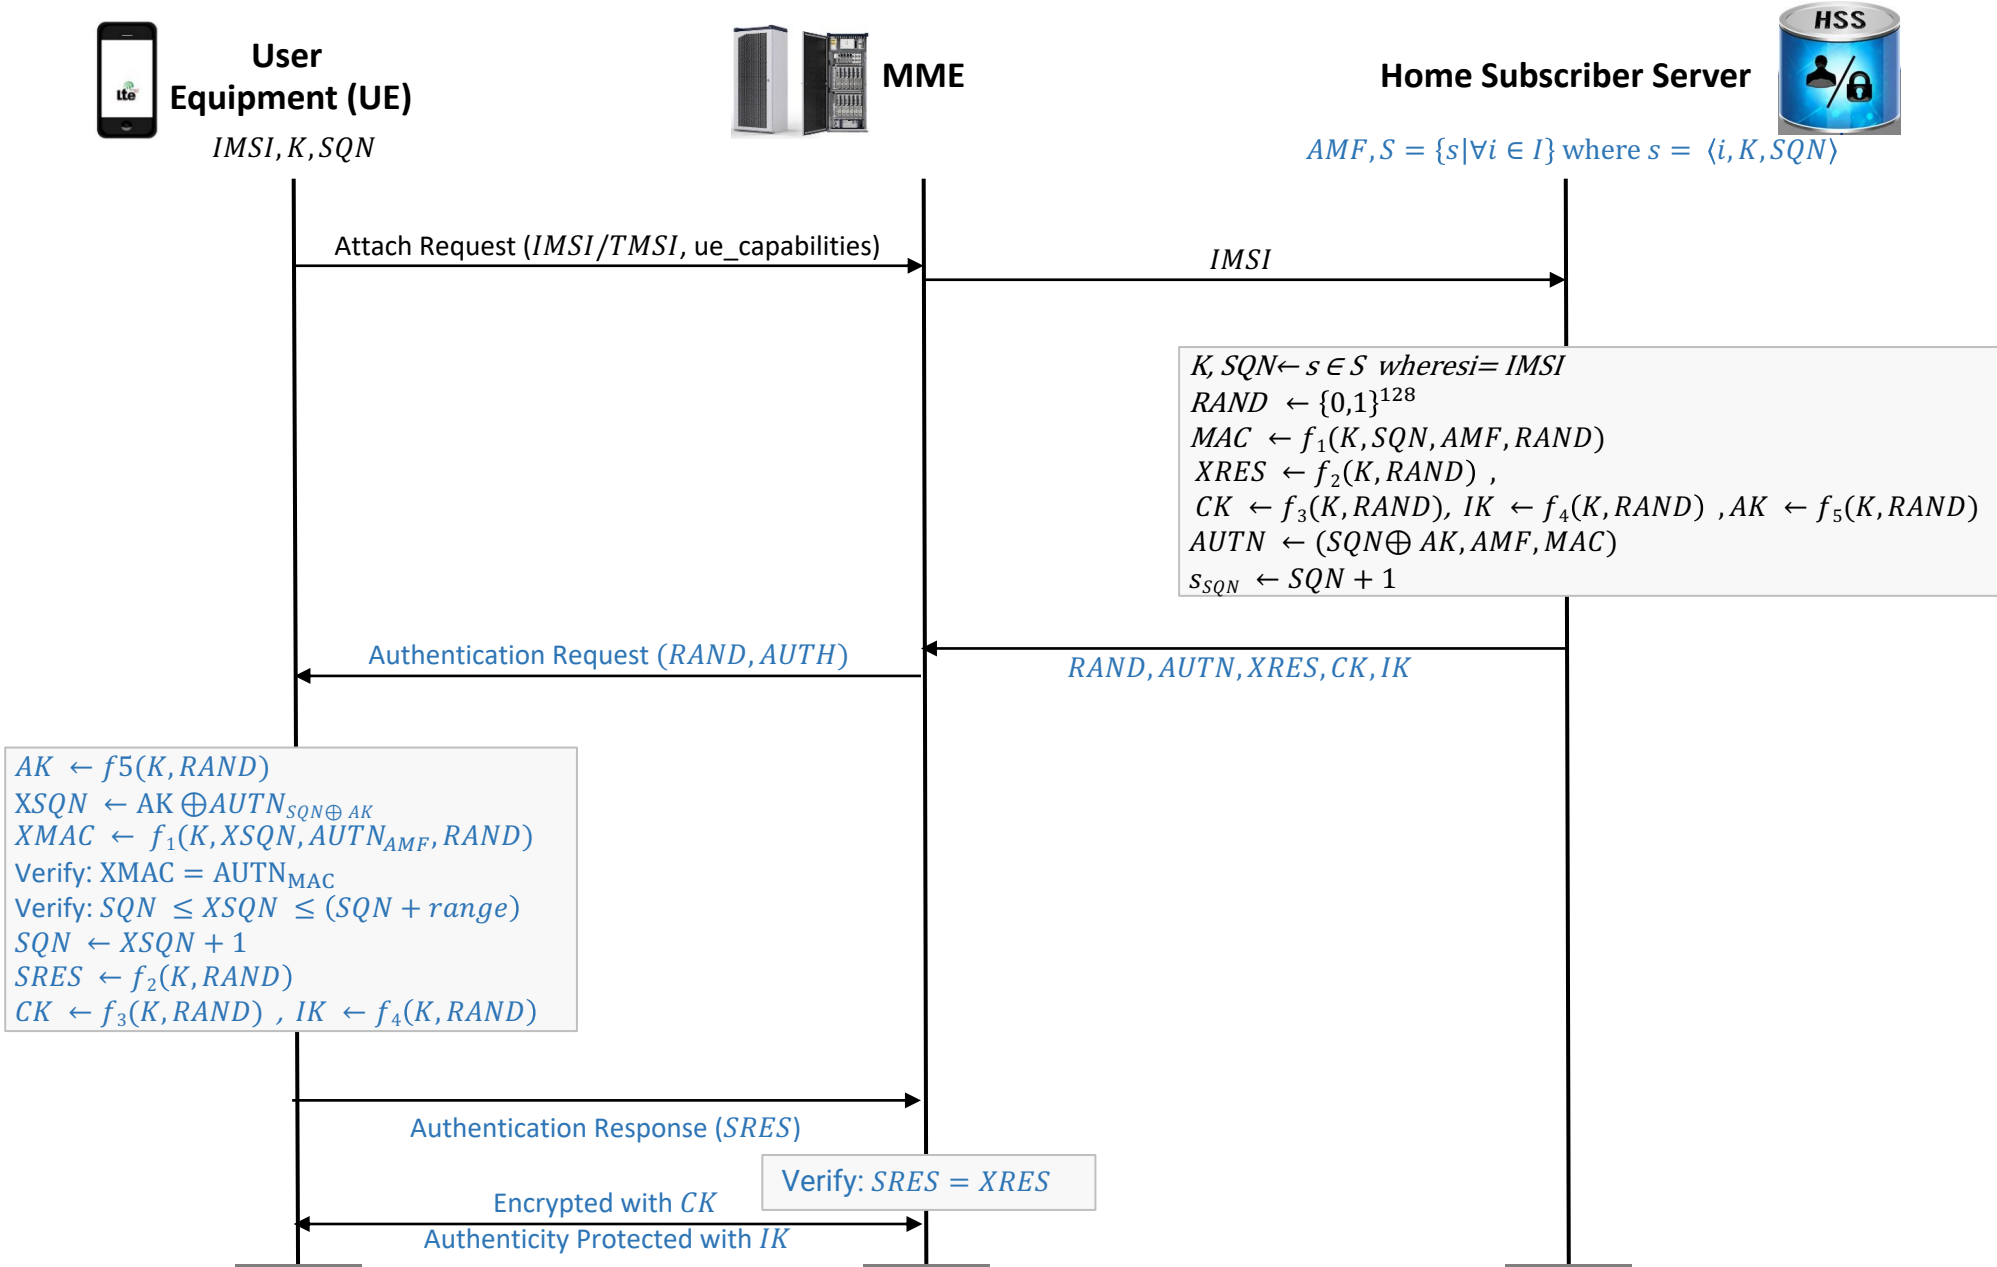 User
Equipment (UE)
IMSI, K, SQN
Lte
MME
Home Subscriber Server
HSS
AMF, S = {s|∀i ∈ I} where s = ⟨i, K, SQN⟩
Attach Request (IMSI/TMSI, ue_capabilities)
IMSI
K, SQN← s ∈ S wheresi= IMSI
RAND ← {0,1}¹²⁸
MAC ← f₁(K, SQN, AMF, RAND)
XRES ← f₂(K, RAND) ,
CK ← f₃(K, RAND), IK ← f₄(K, RAND) , AK ← f₅(K, RAND)
AUTN ← (SQN⊕ AK, AMF, MAC)
s_SQN ← SQN + 1
Authentication Request (RAND, AUTH)
RAND, AUTN, XRES, CK, IK
AK ← f5(K, RAND)
XSQN ← AK ⊕AUTN_SQN⊕ AK
XMAC ← f₁(K, XSQN, AUTN_AMF, RAND)
Verify: XMAC = AUTN_MAC
Verify: SQN ≤ XSQN ≤ (SQN + range)
SQN ← XSQN + 1
SRES ← f₂(K, RAND)
CK ← f₃(K, RAND) , IK ← f₄(K, RAND)
Authentication Response (SRES)
Verify: SRES = XRES
Encrypted with CK
Authenticity Protected with IK